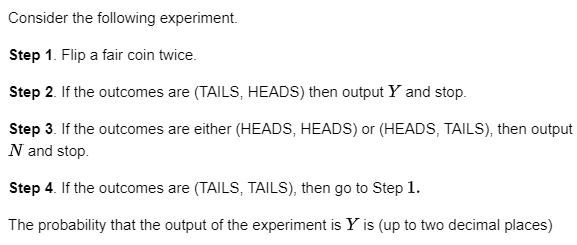 Consider the following experiment.
Step 1. Flip a fair coin twice.
Step 2. If the outcomes are (TAILS, HEADS) then output Y and stop.
Step 3. If the outcomes are either (HEADS, HEADS) or (HEADS, TAILS), then output
N and stop.
Step 4. If the outcomes are (TAILS, TAILS), then go to Step 1.
The probability that the output of the experiment is Y is (up to two decimal places)